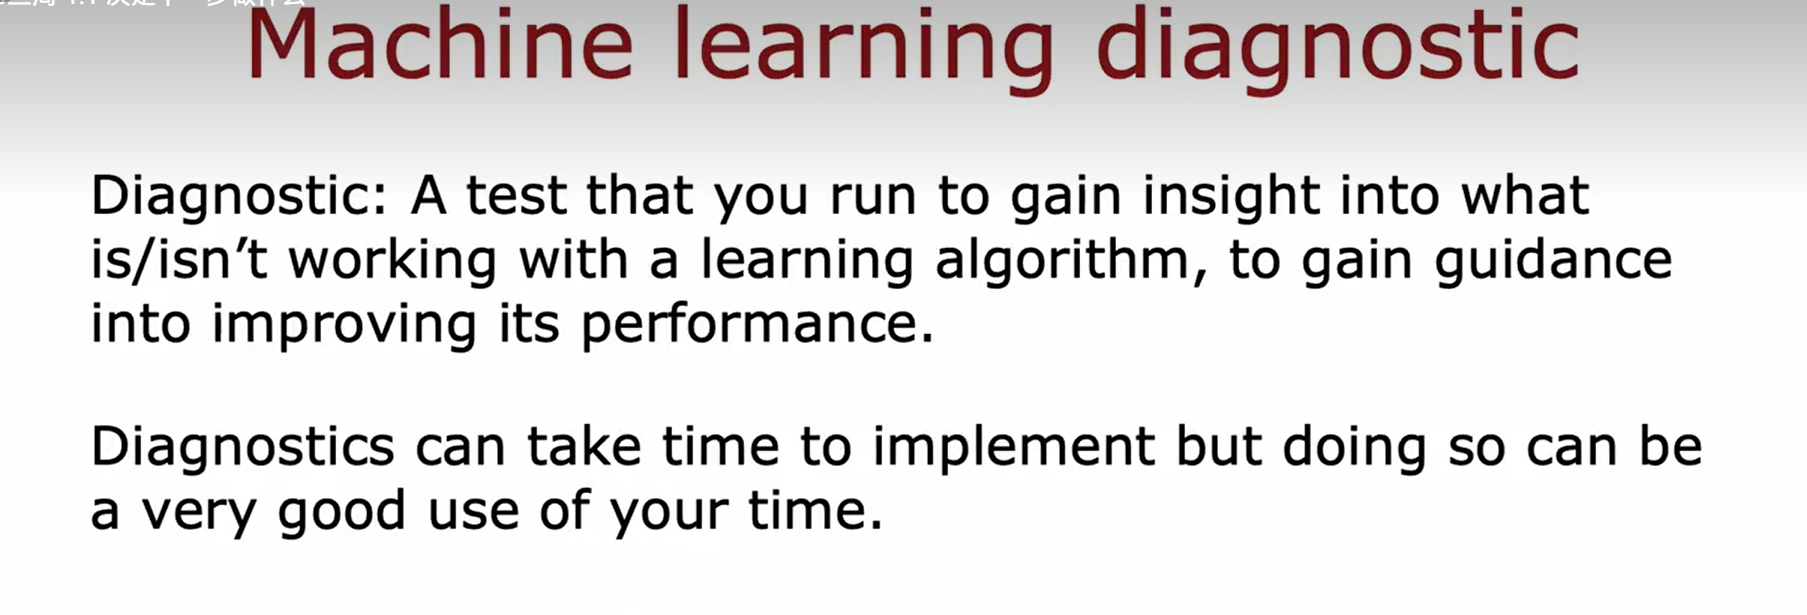 Machine learning diagnostic
Diagnostic: A test that you run to gain insight into what
is/isn’t working with a learning algorithm, to gain guidance
into improving its performance.
Diagnostics can take time to implement but doing so can be
a very good use of your time.